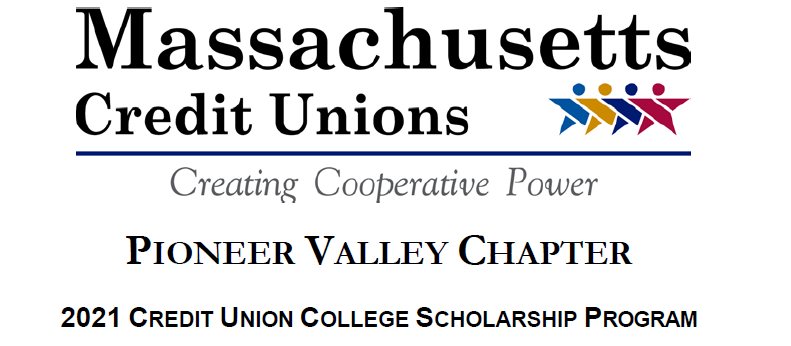 Massachusetts
Credit Unions
Creating Cooperative Power
PIONEER VALLEY CHAPTER
2021 CREDIT UNION COLLEGE SCHOLARSHIP PROGRAM